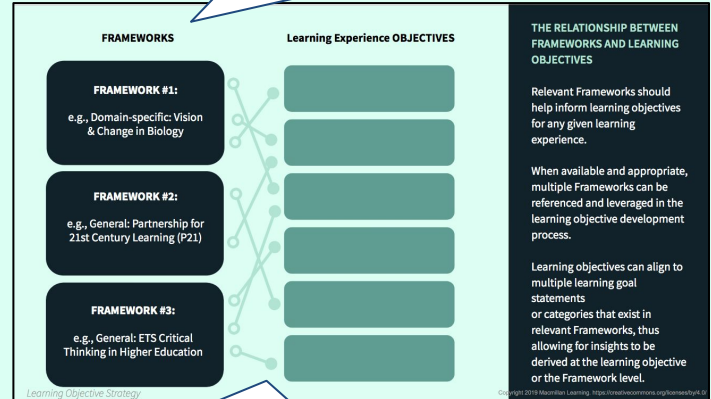 FRAMEWORKS
FRAMEWORK #1:
e.g., Domain-specific: Vision
& Change in Biology
FRAMEWORK #2:
e.g., General: Partnership for
21st Century Learning (P21)
FRAMEWORK #3:
e.g., General: ETS Critical
Thinking in Higher Education
Learning Experience OBJECTIVES
THE RELATIONSHIP BETWEEN
FRAMEWORKS AND LEARNING
OBJECTIVES
Relevant Frameworks should
help inform learning objectives
for any given learning
experience.
When available and appropriate,
multiple Frameworks can be
referenced and leveraged in the
learning objective development
process.
Learning objectives can align to
multiple learning goal
statements
or categories that exist in
relevant Frameworks, thus
allowing for insights to be
derived at the learning objective
or the Framework level.
Learning Objective Strategy
Copyright 2019 Macmillan Learning. https://creativecommons.org/licenses/by/4.0/